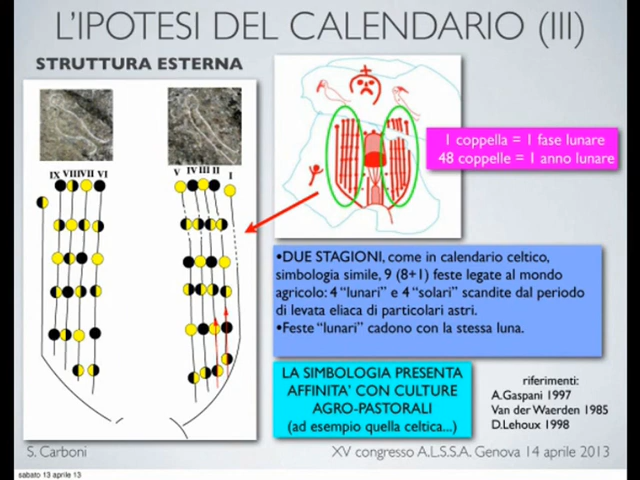 L'IPOTESI DEL CALENDARIO (III)
STRUTTURA ESTERNA
IX VIII VII VI
V IV III II I
1 coppella = 1 fase lunare
48 coppelle = 1 anno lunare
•DUE STAGIONI, come in calendario celtico,
simbologia simile, 9 (8+1) feste legate al mondo
agricolo: 4 "lunari" e 4 "solari" scandite dal periodo
di levata eliaca di particolari astri.
•Feste "lunari" cadono con la stessa luna.
LA SIMBOLOGIA PRESENTA
AFFINITA' CON CULTURE
AGRO-PASTORALI
(ad esempio quella celtica...)
riferimenti:
A.Gaspani 1997
Van der Waerden 1985
D.Lehoux 1998
S. Carboni
XV congresso A.L.S.S.A. Genova 14 aprile 2013
sabato 13 aprile 13